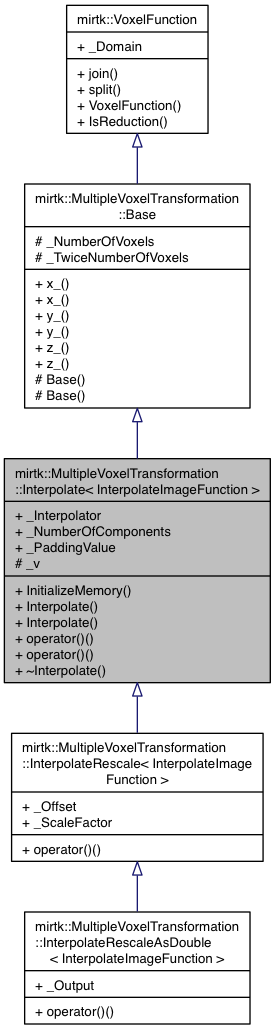 mirtk::VoxelFunction
+ _Domain
+ join()
+ split()
+ VoxelFunction()
+ IsReduction()
mirtk::MultipleVoxelTransformation
::Base
# _NumberOfVoxels
# _TwiceNumberOfVoxels
+ x_()
+ x_()
+ y_()
+ y_()
+ z_()
+ z_()
# Base()
# Base()
mirtk::MultipleVoxelTransformation
::Interpolate< InterpolateImageFunction >
+ _Interpolator
+ _NumberOfComponents
+ _PaddingValue
# _v
+ InitializeMemory()
+ Interpolate()
+ Interpolate()
+ operator()()
+ operator()()
+ ~Interpolate()
mirtk::MultipleVoxelTransformation
::InterpolateRescale< InterpolateImage
Function >
+ _Offset
+ _ScaleFactor
+ operator()()
mirtk::MultipleVoxelTransformation
::InterpolateRescaleAsDouble
< InterpolateImageFunction >
+ _Output
+ operator()()